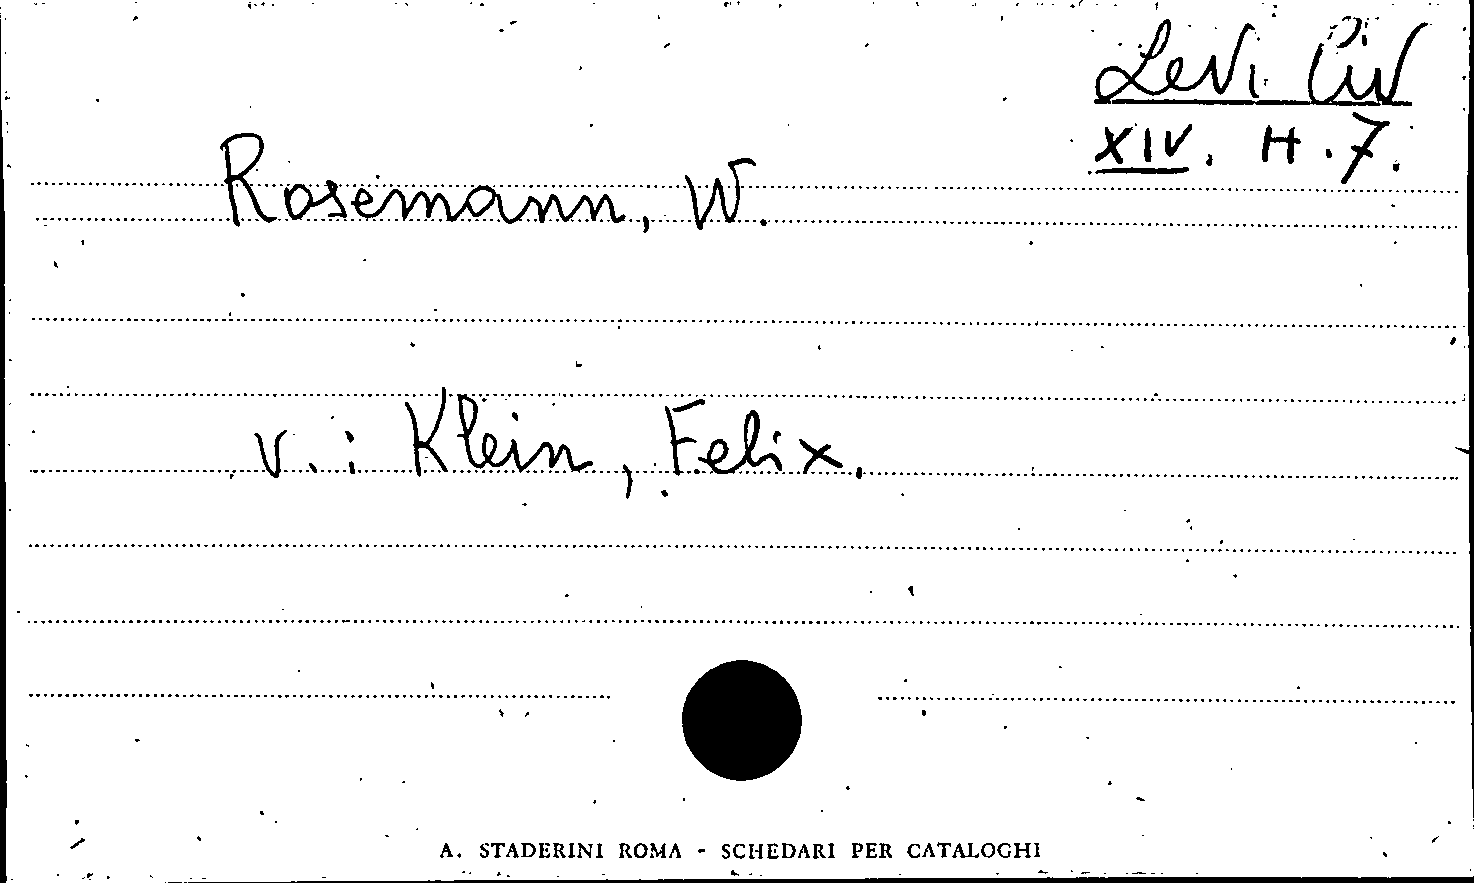 Levi Civ
XIV. H.7.
Rosemann, W.
v.: Klein, Felix.
A. STADERINI ROMA - SCHEDARI PER CATALOGHI